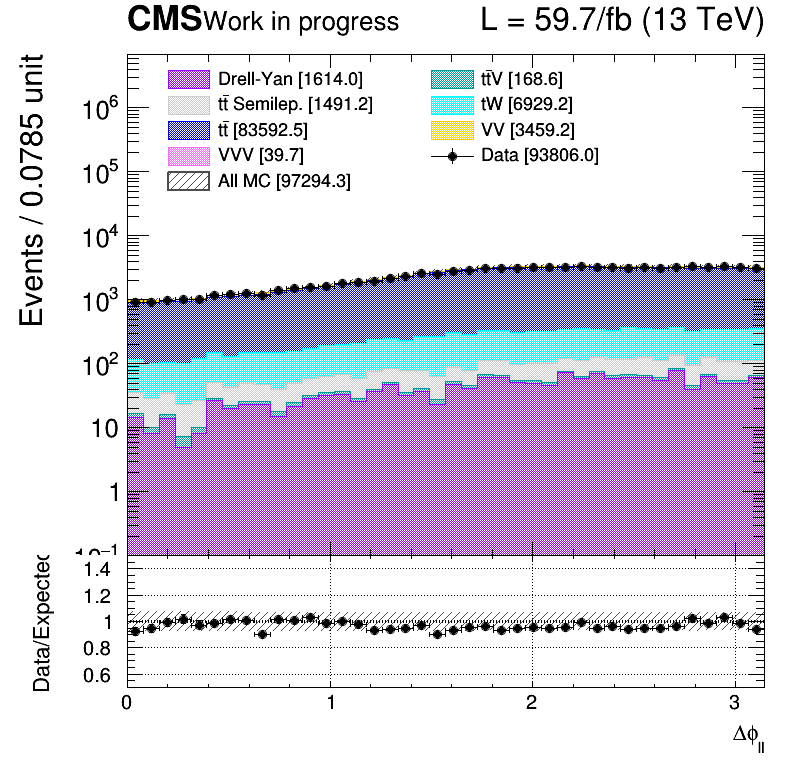 CMS Work in progress L = 59.7/fb (13 TeV)
Events / 0.0785 unit
Drell-Yan [1614.0]
tt̄ Semilep. [1491.2]
tt̄ [83592.5]
VVV [39.7]
All MC [97294.3]
tt̄V [168.6]
tW [6929.2]
VV [3459.2]
Data [93806.0]
10⁶
10⁵
10⁴
10³
10²
10
1
10⁻¹
Data/Expected
1.4
1.2
1
0.8
0.6
0 1 2 3
Δϕ_ll